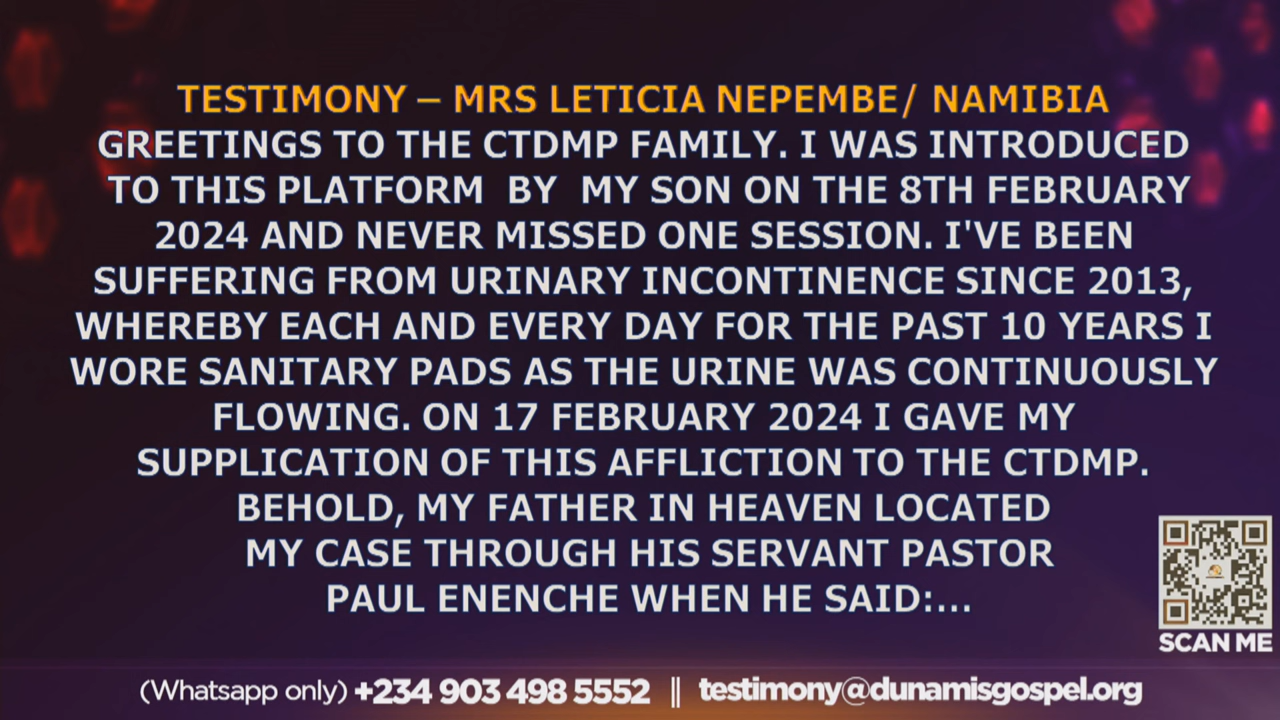 TESTIMONY – MRS LETICIA NEPEMBE/ NAMIBIA
GREETINGS TO THE CTDMP FAMILY. I WAS INTRODUCED
TO THIS PLATFORM BY MY SON ON THE 8TH FEBRUARY
2024 AND NEVER MISSED ONE SESSION. I'VE BEEN
SUFFERING FROM URINARY INCONTINENCE SINCE 2013,
WHEREBY EACH AND EVERY DAY FOR THE PAST 10 YEARS I
WORE SANITARY PADS AS THE URINE WAS CONTINUOUSLY
FLOWING. ON 17 FEBRUARY 2024 I GAVE MY
SUPPLICATION OF THIS AFFLICTION TO THE CTDMP.
BEHOLD, MY FATHER IN HEAVEN LOCATED
MY CASE THROUGH HIS SERVANT PASTOR
PAUL ENENCHE WHEN HE SAID:...
SCAN ME
(Whatsapp only) +234 903 498 5552 || testimony@dunamisgospel.org